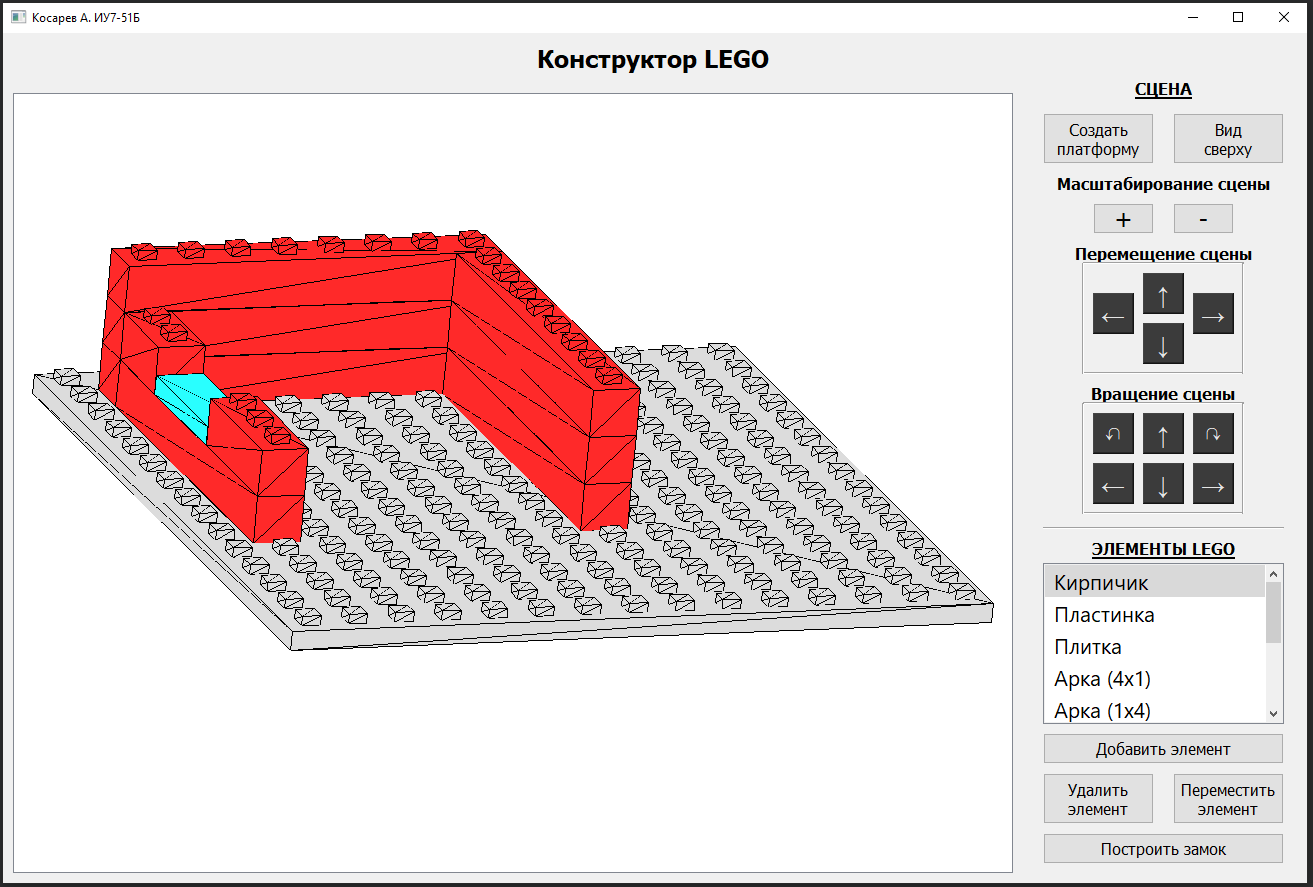 Косарев А. ИУ7-51Б
Конструктор LEGO
СЦЕНА
Создать
платформу
Вид
сверху
Масштабирование сцены
+
-
Перемещение сцены
↑
←
→
↓
Вращение сцены
↶
↑
↷
←
↓
→
ЭЛЕМЕНТЫ LEGO
Кирпичик
Пластинка
Плитка
Арка (4x1)
Арка (1x4)
Добавить элемент
Удалить
элемент
Переместить
элемент
Построить замок